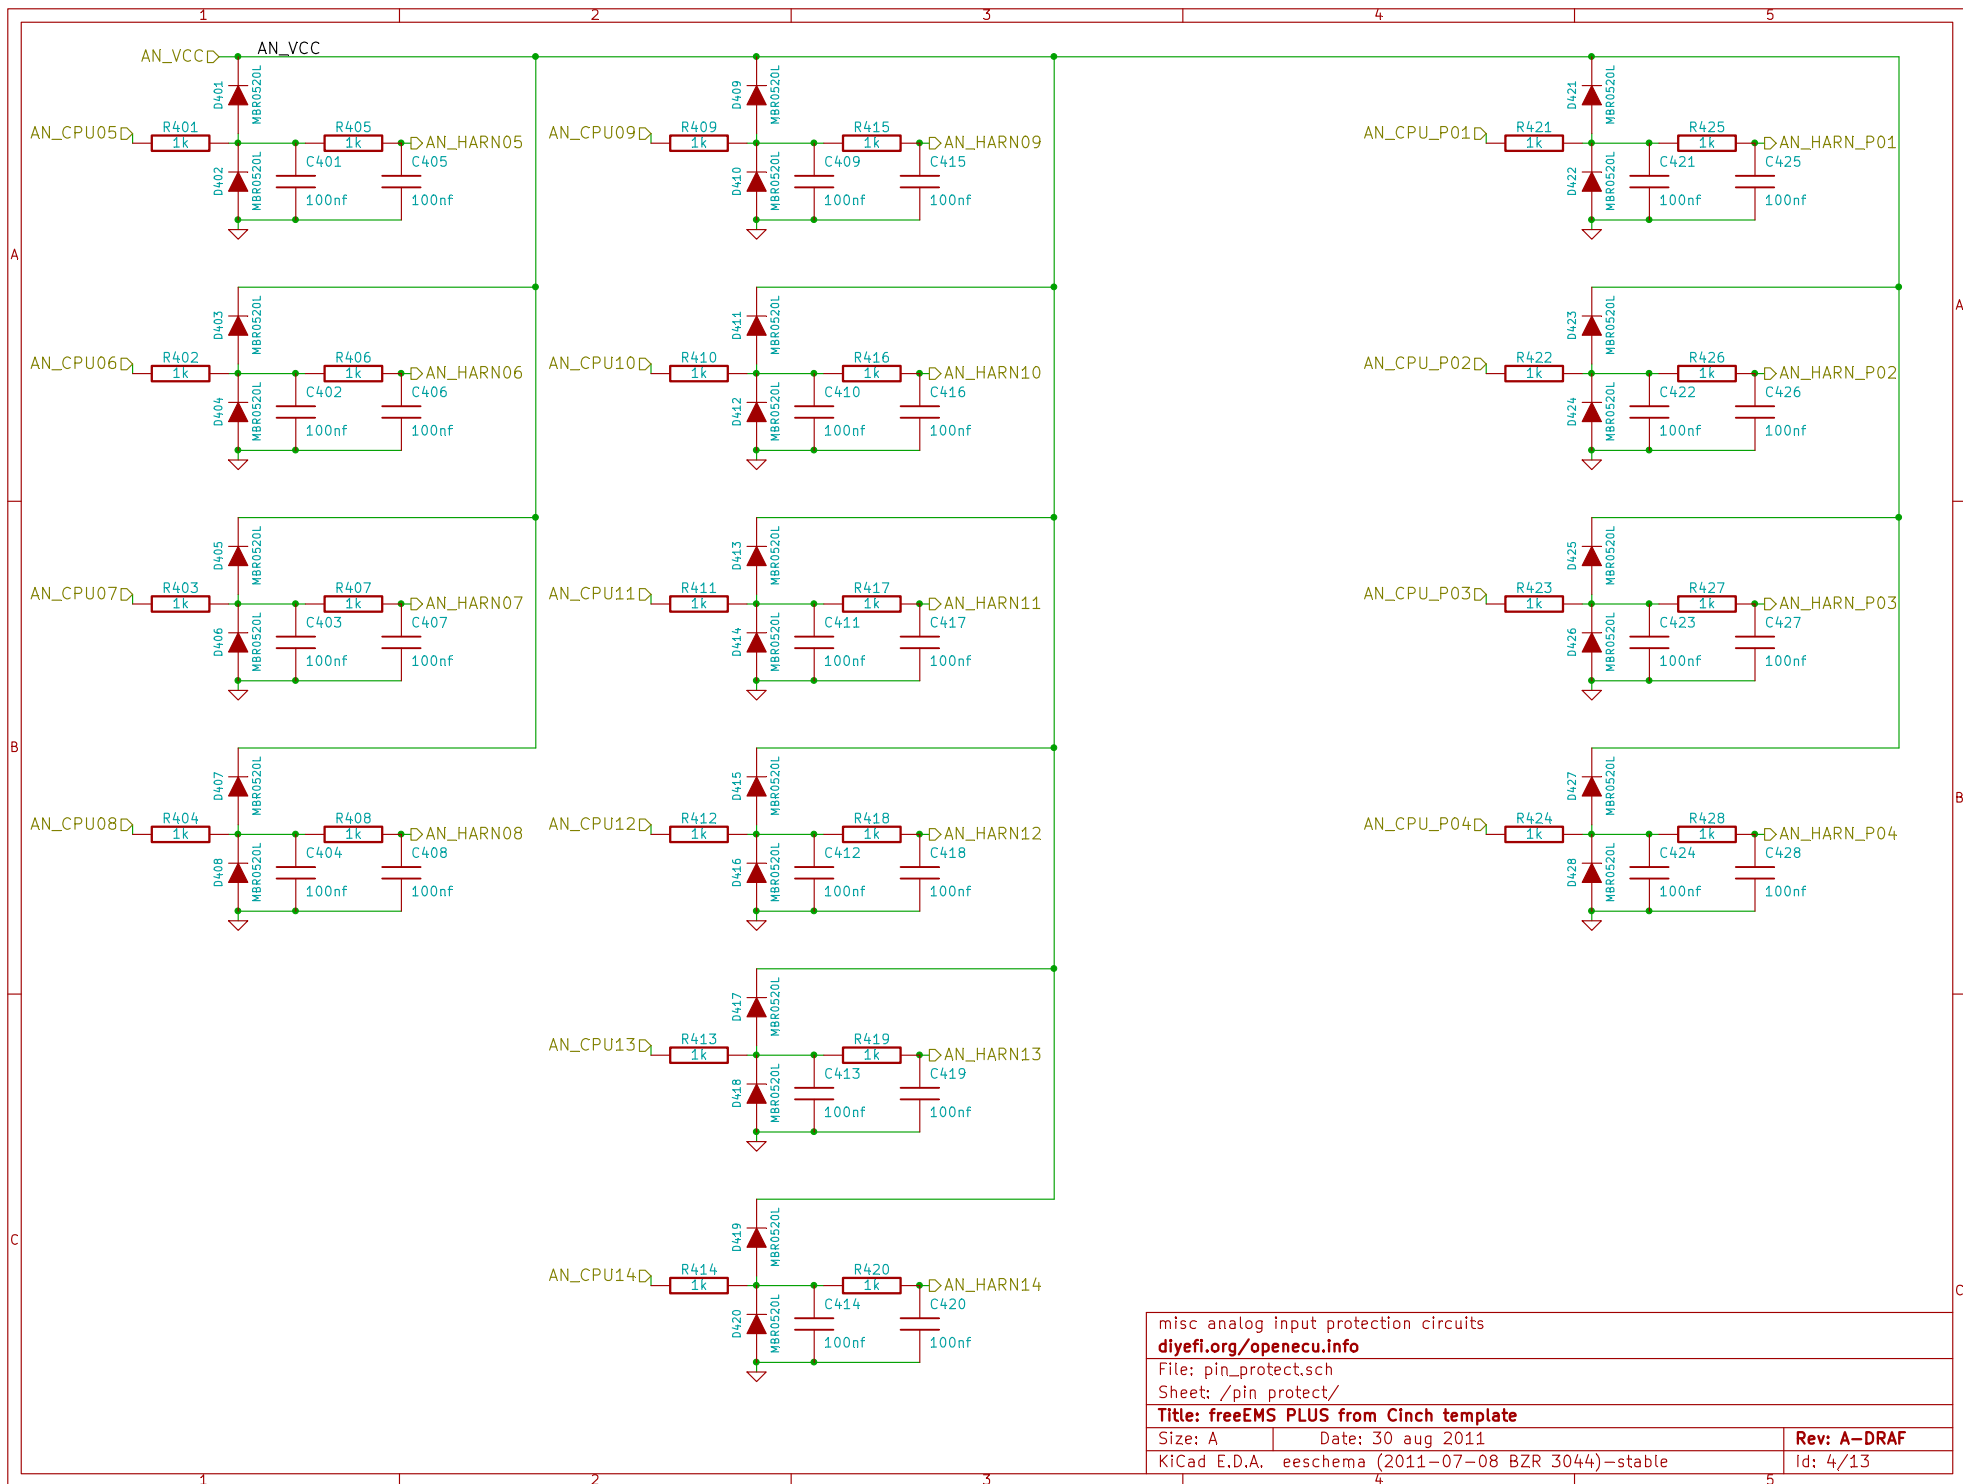 1 2 3 4 5
AN_VCC AN_VCC
D401 MBR0520L D409 MBR0520L D421 MBR0520L
AN_CPU05 R401 1k R405 1k AN_HARN05 AN_CPU09 R409 1k R415 1k AN_HARN09 AN_CPU_P01 R421 1k R425 1k AN_HARN_P01
D402 MBR0520L C401 100nf C405 100nf D410 MBR0520L C409 100nf C415 100nf D422 MBR0520L C421 100nf C425 100nf
A A
D403 MBR0520L D411 MBR0520L D423 MBR0520L
AN_CPU06 R402 1k R406 1k AN_HARN06 AN_CPU10 R410 1k R416 1k AN_HARN10 AN_CPU_P02 R422 1k R426 1k AN_HARN_P02
D404 MBR0520L C402 100nf C406 100nf D412 MBR0520L C410 100nf C416 100nf D424 MBR0520L C422 100nf C426 100nf
D405 MBR0520L D413 MBR0520L D425 MBR0520L
AN_CPU07 R403 1k R407 1k AN_HARN07 AN_CPU11 R411 1k R417 1k AN_HARN11 AN_CPU_P03 R423 1k R427 1k AN_HARN_P03
D406 MBR0520L C403 100nf C407 100nf D414 MBR0520L C411 100nf C417 100nf D426 MBR0520L C423 100nf C427 100nf
B B
D407 MBR0520L D415 MBR0520L D427 MBR0520L
AN_CPU08 R404 1k R408 1k AN_HARN08 AN_CPU12 R412 1k R418 1k AN_HARN12 AN_CPU_P04 R424 1k R428 1k AN_HARN_P04
D408 MBR0520L C404 100nf C408 100nf D416 MBR0520L C412 100nf C418 100nf D428 MBR0520L C424 100nf C428 100nf
D417 MBR0520L
AN_CPU13 R413 1k R419 1k AN_HARN13
D418 MBR0520L C413 100nf C419 100nf
C C
D419 MBR0520L
AN_CPU14 R414 1k R420 1k AN_HARN14
D420 MBR0520L C414 100nf C420 100nf
misc analog input protection circuits
diyefi.org/openecu.info
File: pin_protect.sch
Sheet: /pin protect/
Title: freeEMS PLUS from Cinch template
Size: A Date: 30 aug 2011 Rev: A-DRAF
KiCad E.D.A. eeschema (2011-07-08 BZR 3044)-stable Id: 4/13
1 2 3 4 5